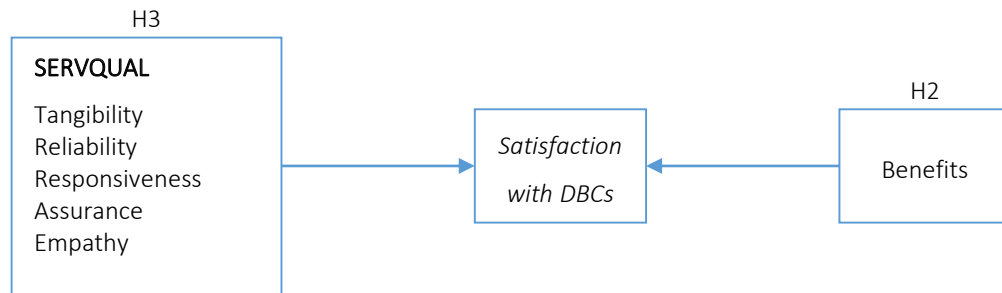 H3
SERVQUAL
Tangibility
Reliability
Responsiveness
Assurance
Empathy
Satisfaction
with DBCs
H2
Benefits